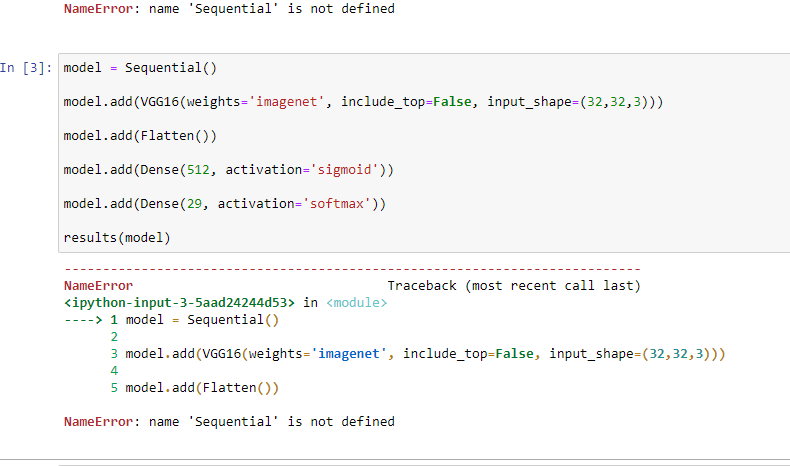 NameError: name 'Sequential' is not defined
In [3]: model = Sequential()
model.add(VGG16(weights='imagenet', include_top=False, input_shape=(32,32,3)))
model.add(Flatten())
model.add(Dense(512, activation='sigmoid'))
model.add(Dense(29, activation='softmax'))
results(model)
---------------------------------------------------------------------------
NameError                                 Traceback (most recent call last)
<ipython-input-3-5aad24244d53> in <module>
----> 1 model = Sequential()
      2
      3 model.add(VGG16(weights='imagenet', include_top=False, input_shape=(32,32,3)))
      4
      5 model.add(Flatten())
NameError: name 'Sequential' is not defined